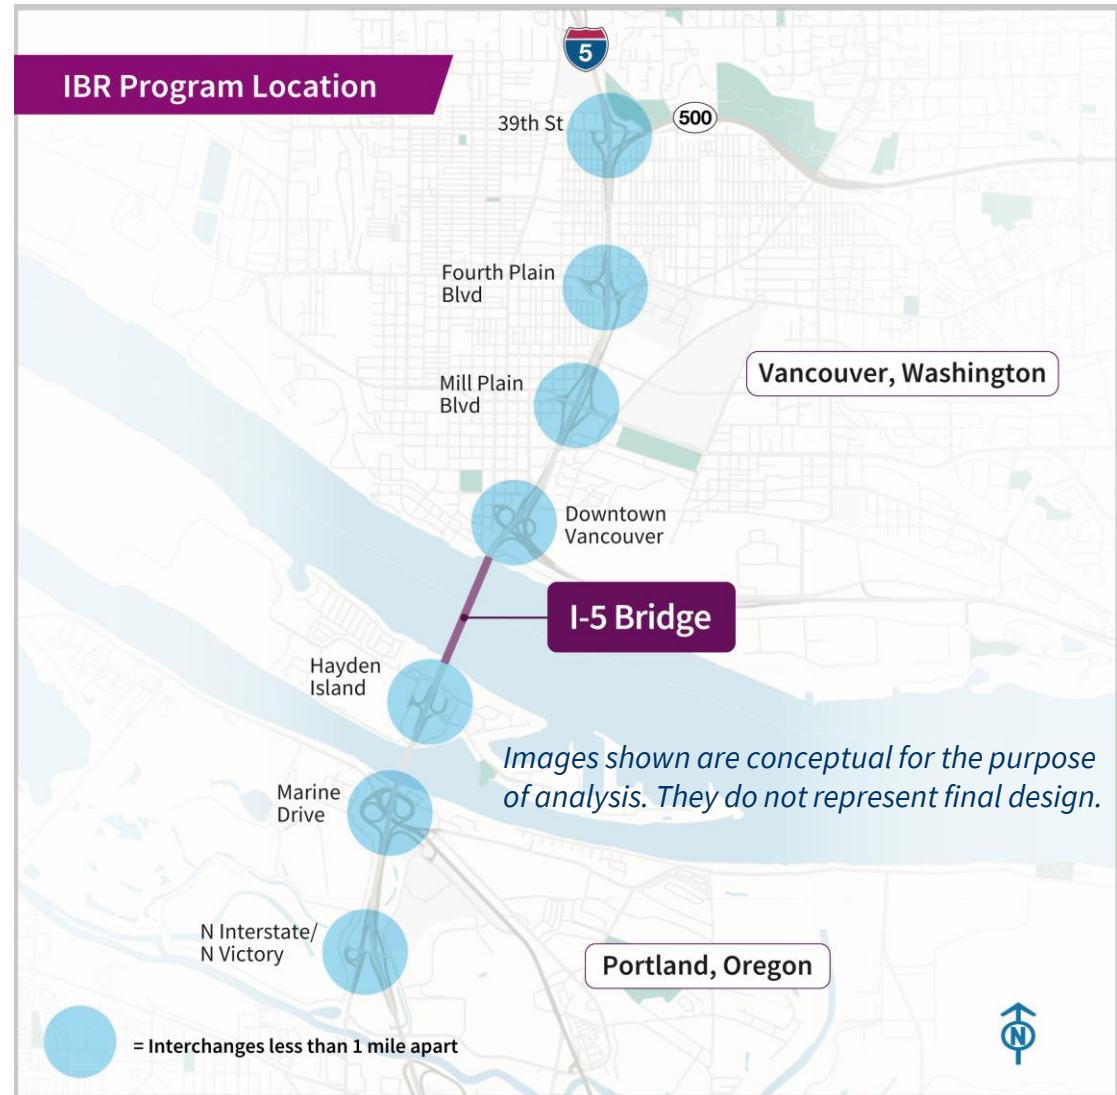 IBR Program Location
5
39th St
500
Fourth Plain
Blvd
Mill Plain
Blvd
Vancouver, Washington
Downtown
Vancouver
I-5 Bridge
Hayden
Island
Images shown are conceptual for the purpose
of analysis. They do not represent final design.
Marine
Drive
N Interstate/
N Victory
Portland, Oregon
= Interchanges less than 1 mile apart
N